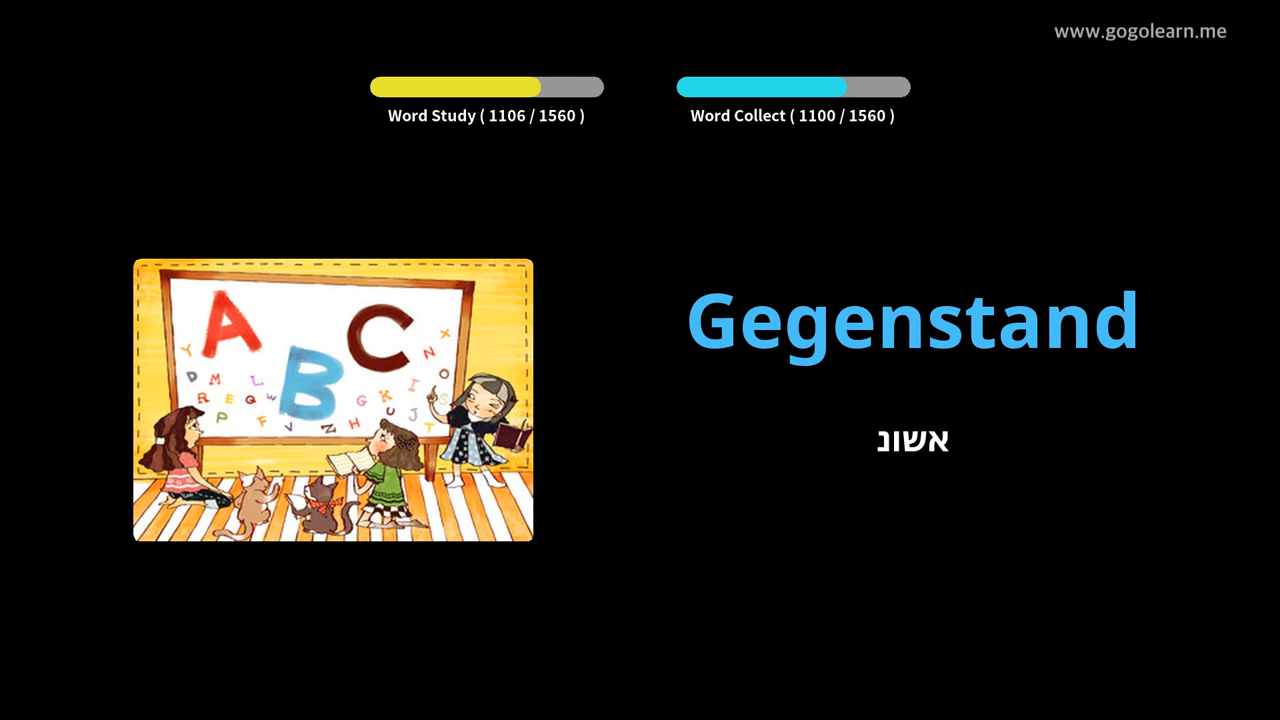 www.gogolearn.me
Word Study ( 1106 / 1560 )
Word Collect ( 1100 / 1560 )
A
B
C
Gegenstand
אשונ